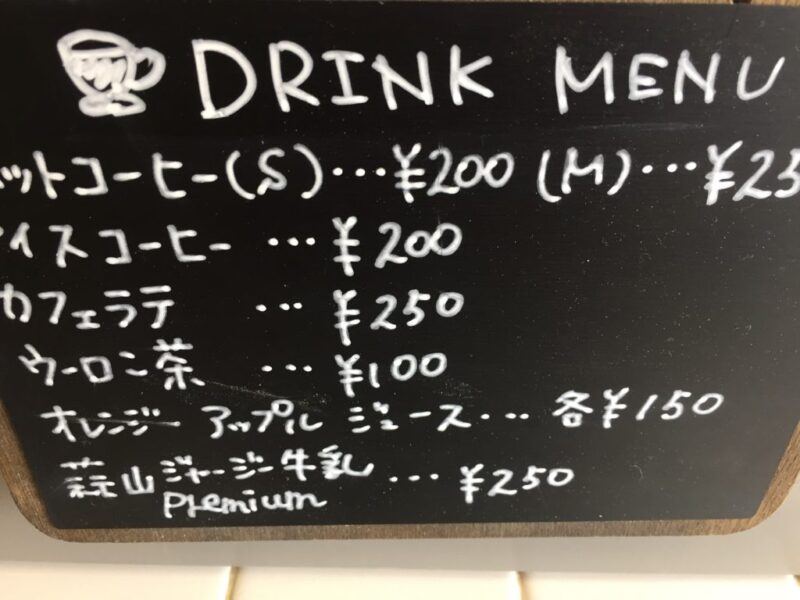 DRINK MENU
ットコーヒー(S)…¥200 (M)…¥25
イスコーヒー …¥200
カフェラテ …¥250
ウーロン茶 …¥100
オレンジー アップル ジュース…各¥150
蒜山ジャージー牛乳 …¥250
Premium